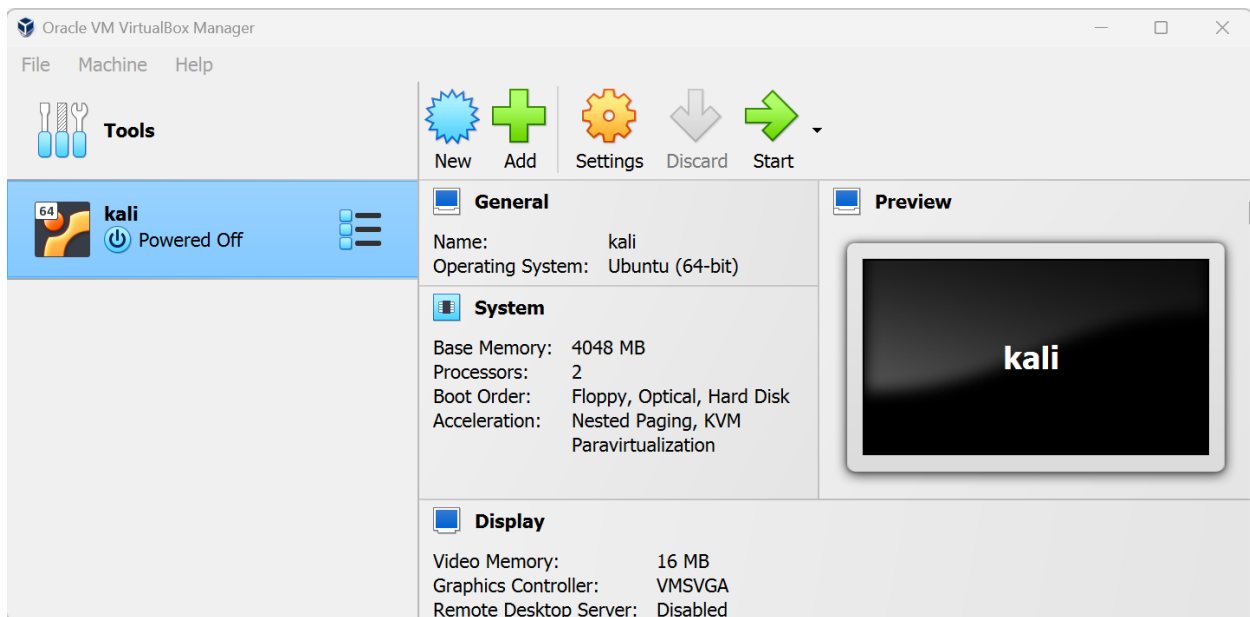 Oracle VM VirtualBox Manager
File Machine Help
Tools
New Add Settings Discard Start
64
kali
Powered Off
General
Name: kali
Operating System: Ubuntu (64-bit)
System
Base Memory: 4048 MB
Processors: 2
Boot Order: Floppy, Optical, Hard Disk
Acceleration: Nested Paging, KVM
Paravirtualization
Preview
kali
Display
Video Memory: 16 MB
Graphics Controller: VMSVGA
Remote Desktop Server: Disabled